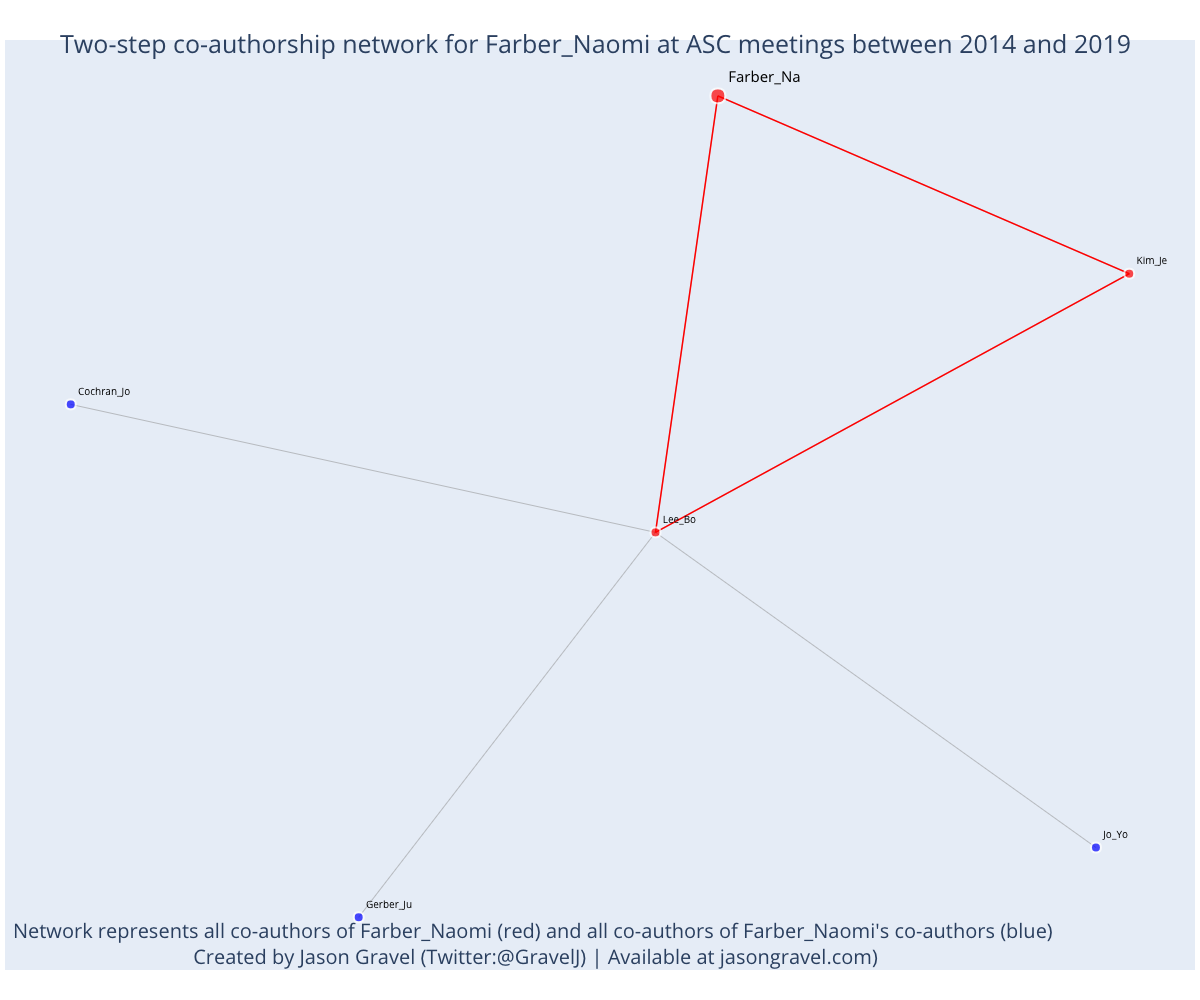 Two-step co-authorship network for Farber_Naomi at ASC meetings between 2014 and 2019
Farber_Na
Kim_Je
Cochran_Jo
Lee_Bo
Jo_Yo
Gerber_Ju
Network represents all co-authors of Farber_Naomi (red) and all co-authors of Farber_Naomi's co-authors (blue)
Created by Jason Gravel (Twitter:@GravelJ) | Available at jasongravel.com)